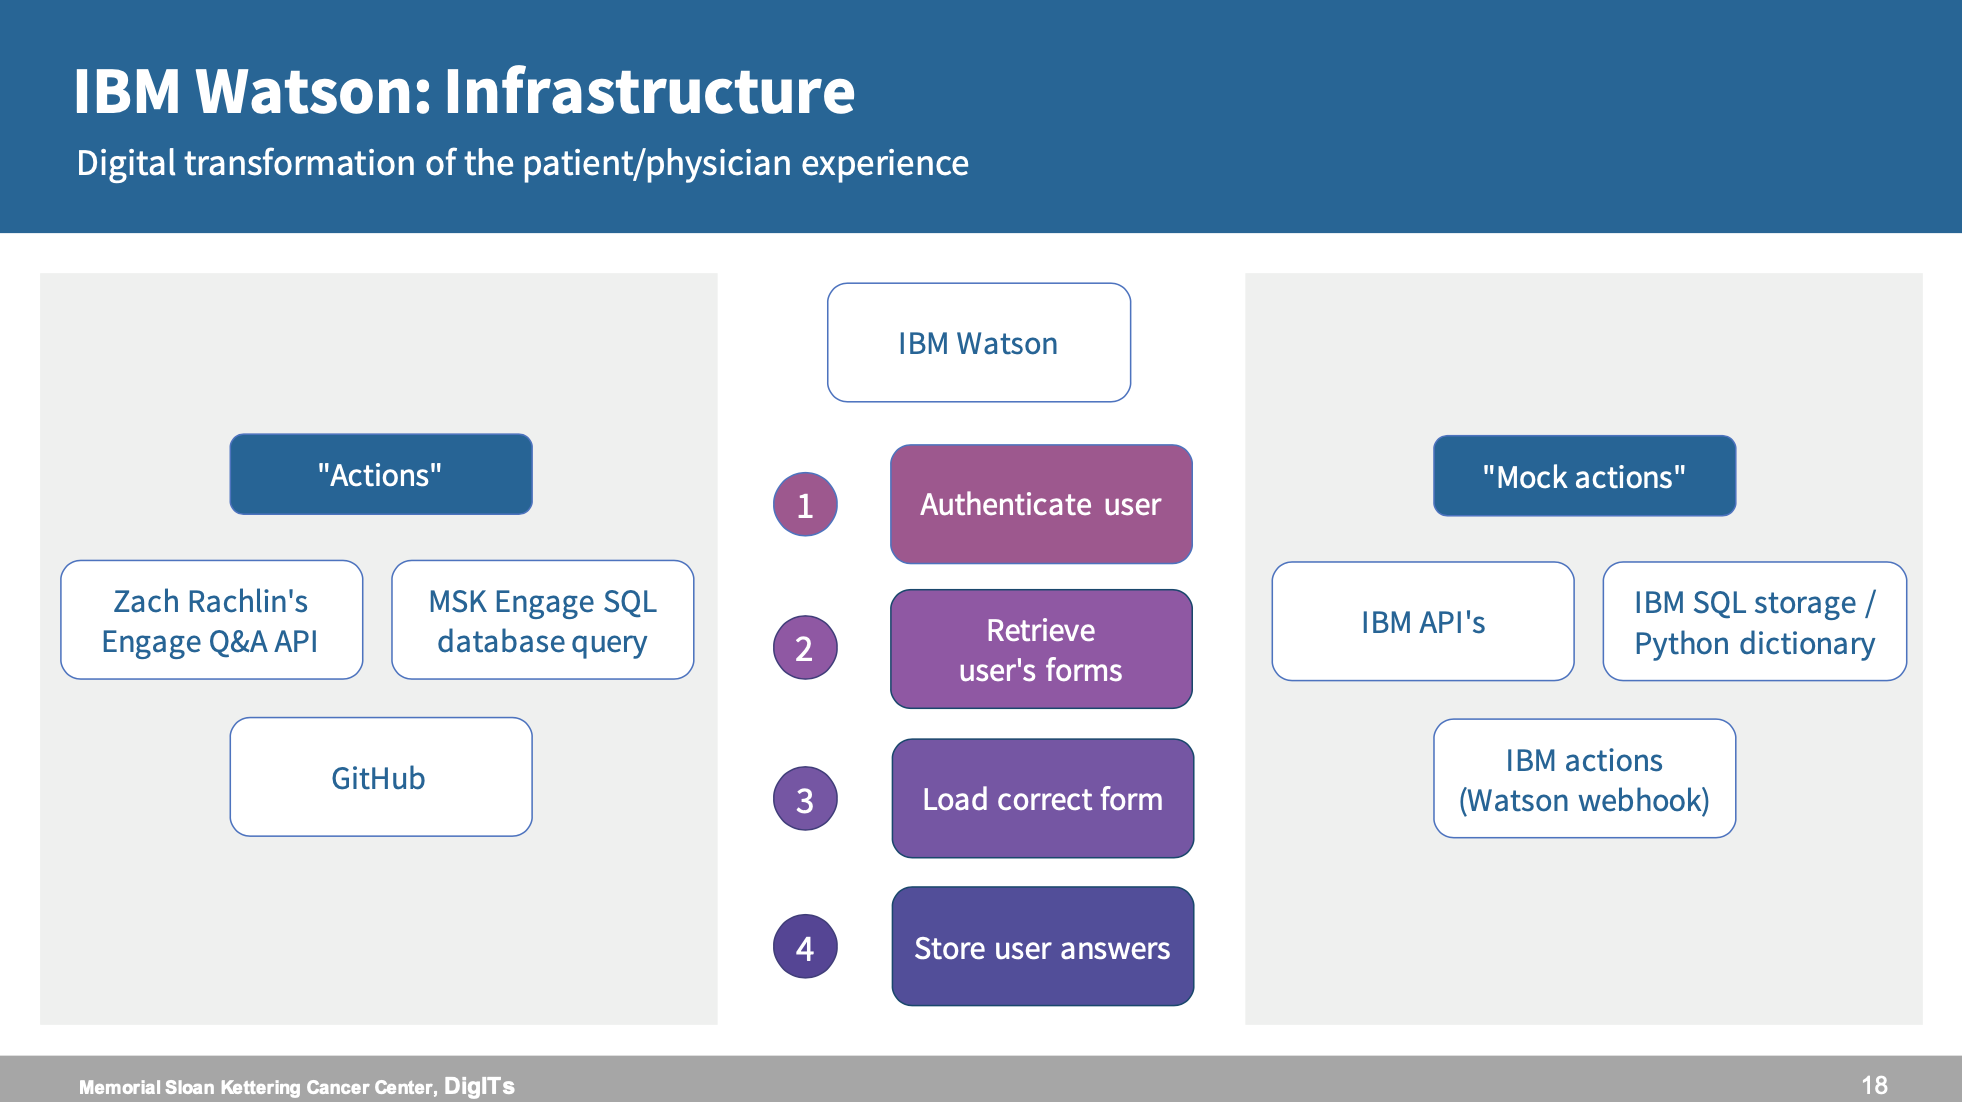 IBM Watson: Infrastructure
Digital transformation of the patient/physician experience
"Actions"
Zach Rachlin's
Engage Q&A API
MSK Engage SQL
database query
GitHub
IBM Watson
1
Authenticate user
2
Retrieve
user's forms
3
Load correct form
4
Store user answers
"Mock actions"
IBM API's
IBM SQL storage /
Python dictionary
IBM actions
(Watson webhook)
Memorial Sloan Kettering Cancer Center, DigITs
18